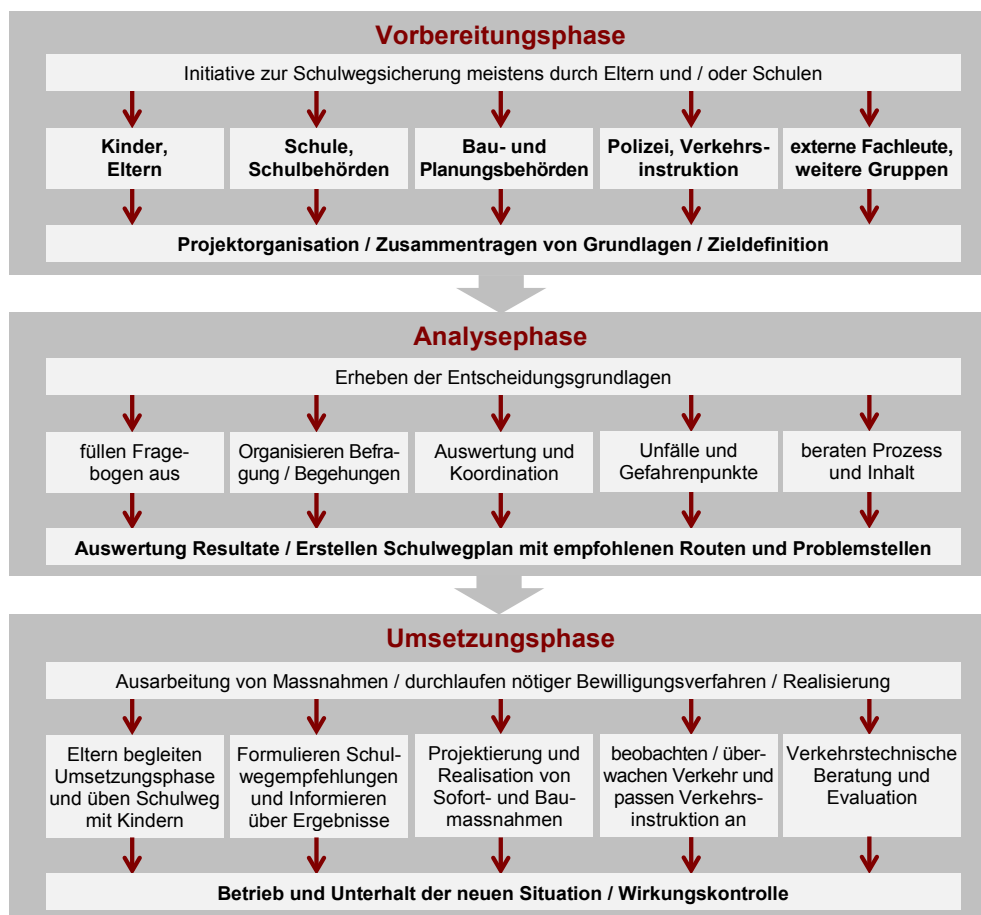 Vorbereitungsphase
Initiative zur Schulwegsicherung meistens durch Eltern und / oder Schulen
Kinder,
Eltern
Schule,
Schulbehörden
Bau- und
Planungsbehörden
Polizei, Verkehrs-
instruktion
externe Fachleute,
weitere Gruppen
Projektorganisation / Zusammentragen von Grundlagen / Zieldefinition
Analysephase
Erheben der Entscheidungsgrundlagen
füllen Frage-
bogen aus
Organisieren Befra-
gung / Begehungen
Auswertung und
Koordination
Unfälle und
Gefahrenpunkte
beraten Prozess
und Inhalt
Auswertung Resultate / Erstellen Schulwegplan mit empfohlenen Routen und Problemstellen
Umsetzungsphase
Ausarbeitung von Massnahmen / durchlaufen nötiger Bewilligungsverfahren / Realisierung
Eltern begleiten
Umsetzungsphase
und üben Schulweg
mit Kindern
Formulieren Schul-
wegempfehlungen
und Informieren
über Ergebnisse
Projektierung und
Realisation von
Sofort- und Bau-
massnahmen
beobachten / über-
wachen Verkehr und
passen Verkehrs-
instruktion an
Verkehrstechnische
Beratung und
Evaluation
Betrieb und Unterhalt der neuen Situation / Wirkungskontrolle